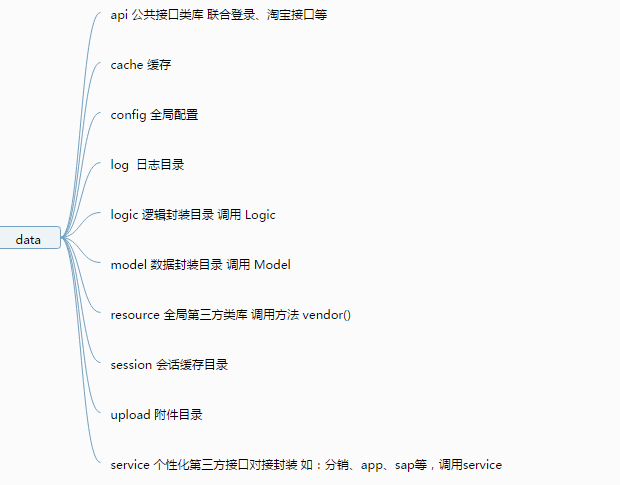 api 公共接口类库 联合登录、淘宝接口等
cache 缓存
config 全局配置
log 日志目录
logic 逻辑封装目录 调用 Logic
data
model 数据封装目录 调用 Model
resource 全局第三方类库 调用方法 vendor()
session 会话缓存目录
upload 附件目录
service 个性化第三方接口对接封装 如：分销、app、sap等，调用service